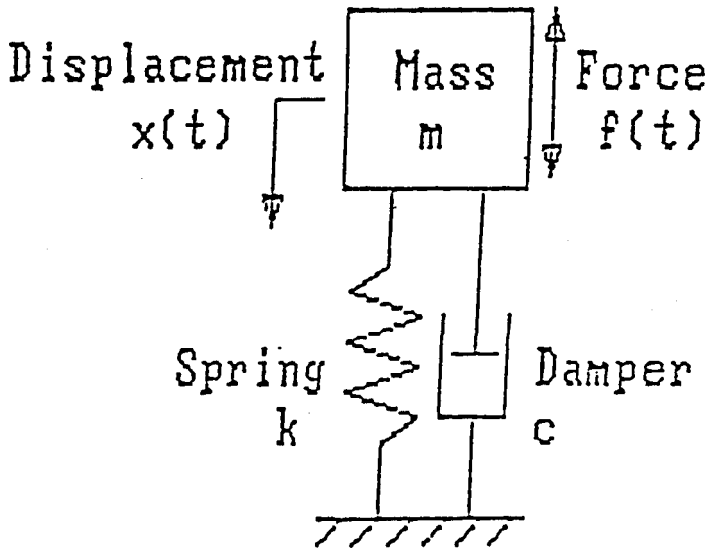 Displacement
x(t)
Mass
m
Force
f(t)
Spring
k
Damper
c